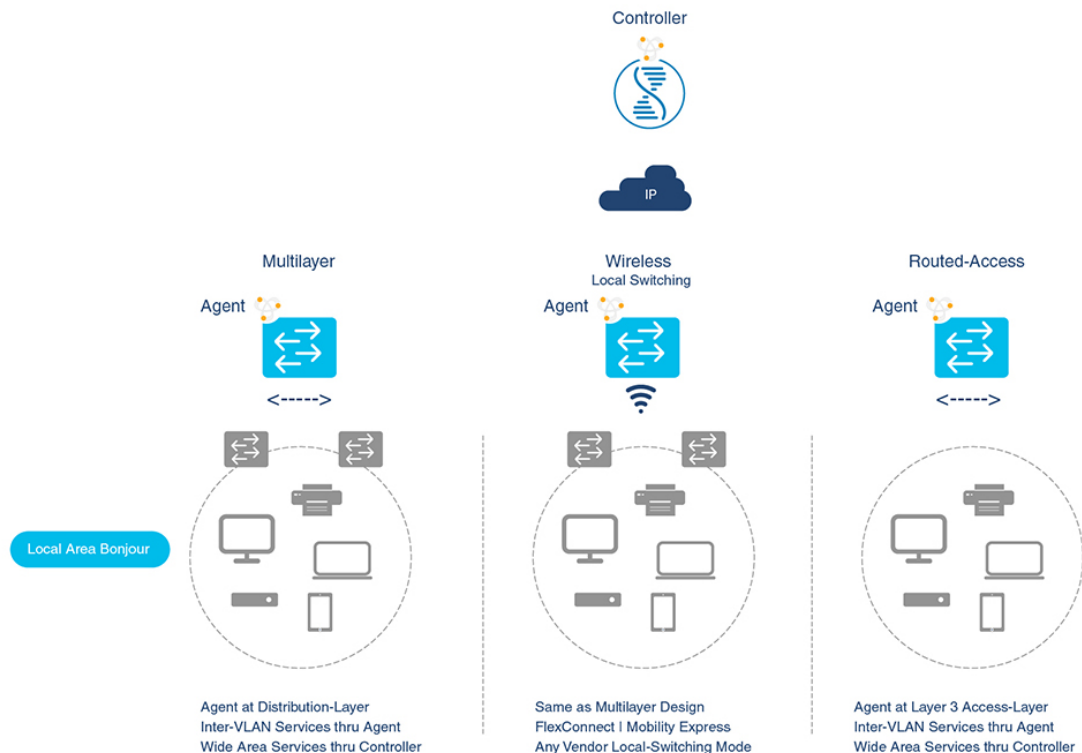 Controller
IP
Multilayer
Wireless
Local Switching
Routed-Access
Agent
Agent
Agent
<----->
<----->
Local Area Bonjour
Agent at Distribution-Layer
Inter-VLAN Services thru Agent
Wide Area Services thru Controller
Same as Multilayer Design
FlexConnect | Mobility Express
Any Vendor Local-Switching Mode
Agent at Layer 3 Access-Layer
Inter-VLAN Services thru Agent
Wide Area Services thru Controller